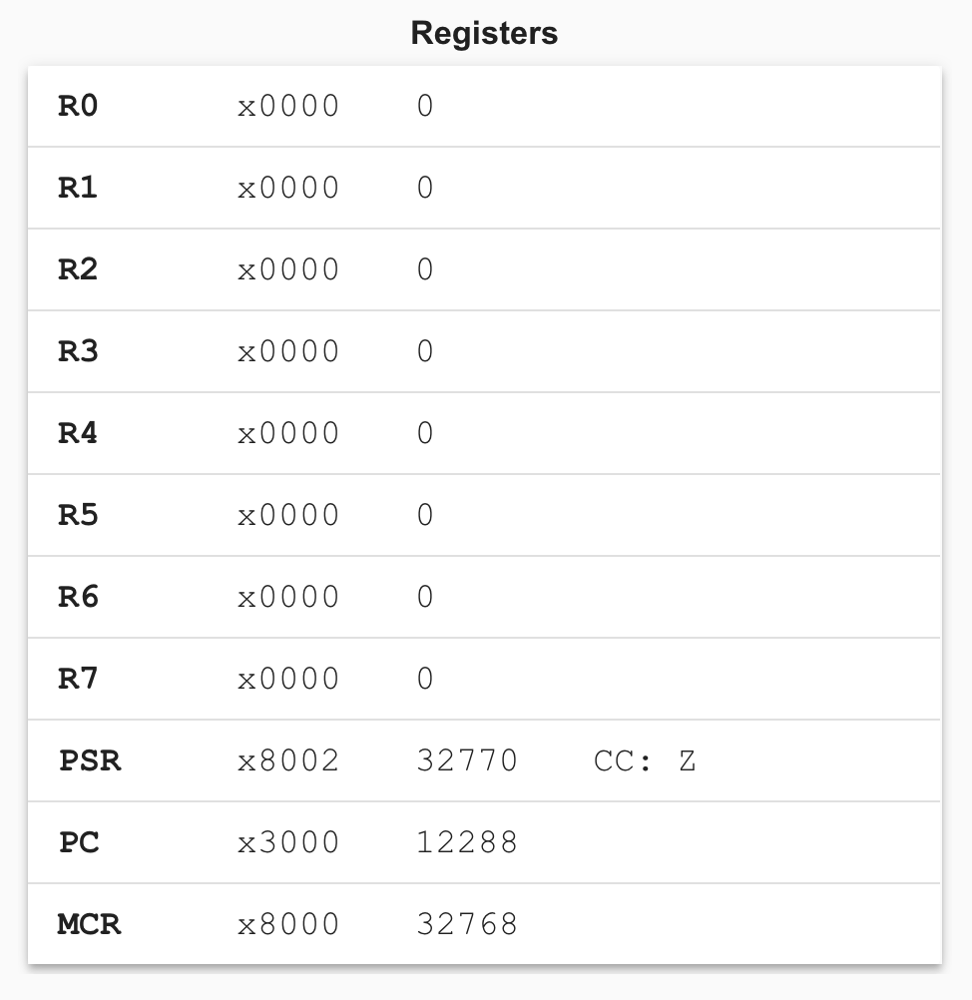 Registers
R0 x0000 0
R1 x0000 0
R2 x0000 0
R3 x0000 0
R4 x0000 0
R5 x0000 0
R6 x0000 0
R7 x0000 0
PSR x8002 32770 CC: Z
PC x3000 12288
MCR x8000 32768